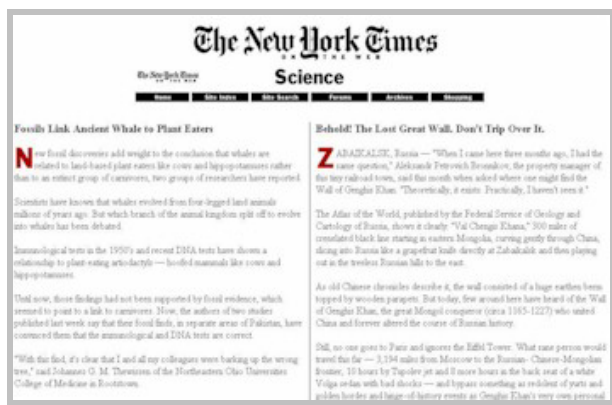 The New York Times
ON THE WEB
The New York Times
Science
Home Site Index Site Search Forums Archives Shopping
Fossils Link Ancient Whale to Plant Eaters
New fossil discoveries add weight to the conclusion that whales are
related to land-based plant eaters like cows and hippopotamuses rather
than to an extinct group of carnivores, two groups of researchers have reported.
Scientists have known that whales evolved from four-legged land animals
millions of years ago. But which branch of the animal kingdom split off to evolve
into whales has been debated.
Immunological tests in the 1950's and recent DNA tests have shown a
relationship to plant-eating artiodactyls — hoofed mammals like cows and
hippopotamuses.
Until now, those findings had not been supported by fossil evidence, which
seemed to point to a link to carnivores. Now, the authors of two studies
published last week say that their fossil finds, in separate areas of Pakistan, have
convinced them that the immunological and DNA tests are correct.
"With this find, it's clear that I and all my colleagues were barking up the wrong
tree," said Johannes G. M. Thewissen of the Northeastern Ohio Universities
College of Medicine in Rootstown.
Behold! The Lost Great Wall. Don't Trip Over It.
ZABAIKALSK, Russia — "When I came here three months ago, I had the
same question," Aleksandr Petrovich Bronnikov, the property manager of
this tiny railroad town, said this month when asked where one might find the
Wall of Genghis Khan. "Theoretically, it exists. Practically, I haven't seen it."
The Atlas of the World, published by the Federal Service of Geology and
Cartology of Russia, shows it clearly: "Val Chengis Khana," 500 miles of
crenelated black line starting in eastern Mongolia, curving gently through China,
slicing into Russia like a grapefruit knife directly at Zabaikalsk and then playing
out in the treeless Russian hills to the east.
As old Chinese chronicles describe it, the wall consisted of a huge earthen berm
topped by wooden parapets. But today, few around here have heard of the Wall
of Genghis Khan, the great Mongol conqueror (circa 1165-1227) who united
China and forever altered the course of Russian history.
Still, no one goes to Paris and ignores the Eiffel Tower. What sane person would
travel this far — 3,194 miles from Moscow to the Russian- Chinese-Mongolian
frontier, 10 hours by Tupolev jet and 8 more hours in the back seat of a white
Volga sedan with bad shocks — and bypass something as redolent of yurts and
golden hordes and hinge-of-history events as Genghis Khan's very own personal